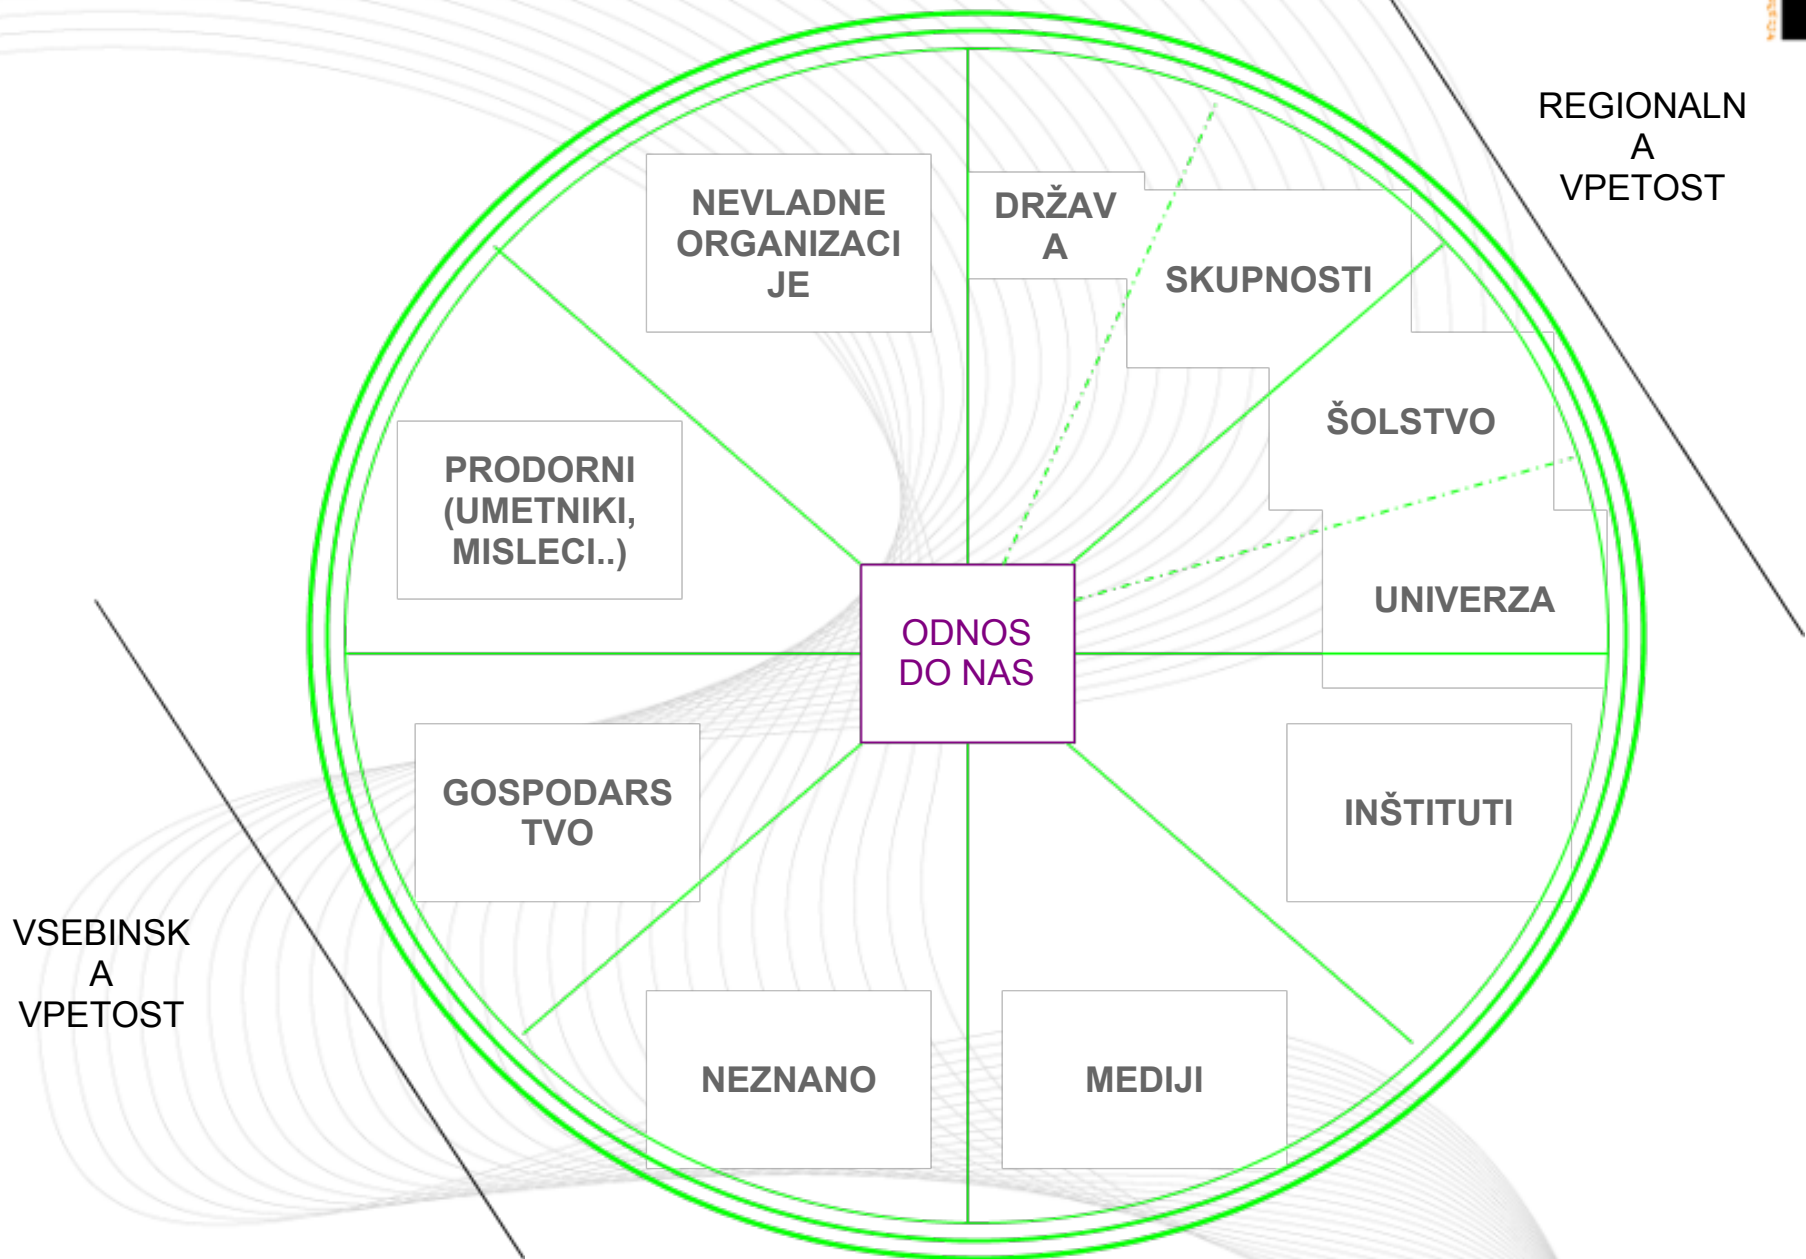 REGIONALN
A
VPETOST
NEVLADNE
ORGANIZACI
JE
DRŽAV
A
SKUPNOSTI
ŠOLSTVO
PRODORNI
(UMETNIKI,
MISLECI..)
UNIVERZA
ODNOS
DO NAS
GOSPODARS
TVO
INŠTITUTI
VSEBINSK
A
VPETOST
NEZNANO
MEDIJI